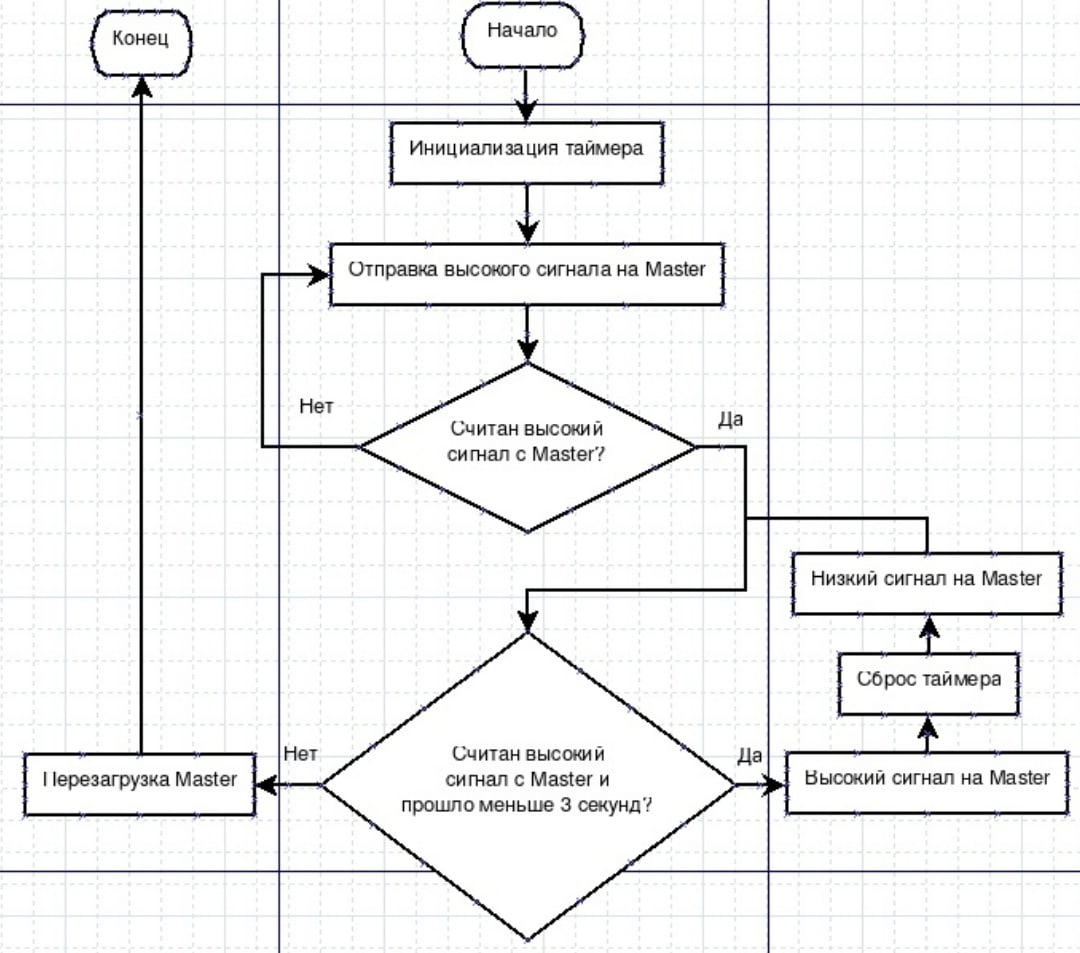 Конец
Начало
Инициализация таймера
Отправка высокого сигнала на Master
Нет
Да
Считан высокий
сигнал с Master?
Низкий сигнал на Master
Сброс таймера
Нет
Да
Считан высокий
сигнал с Master и
прошло меньше 3 секунд?
Перезагрузка Master
Высокий сигнал на Master